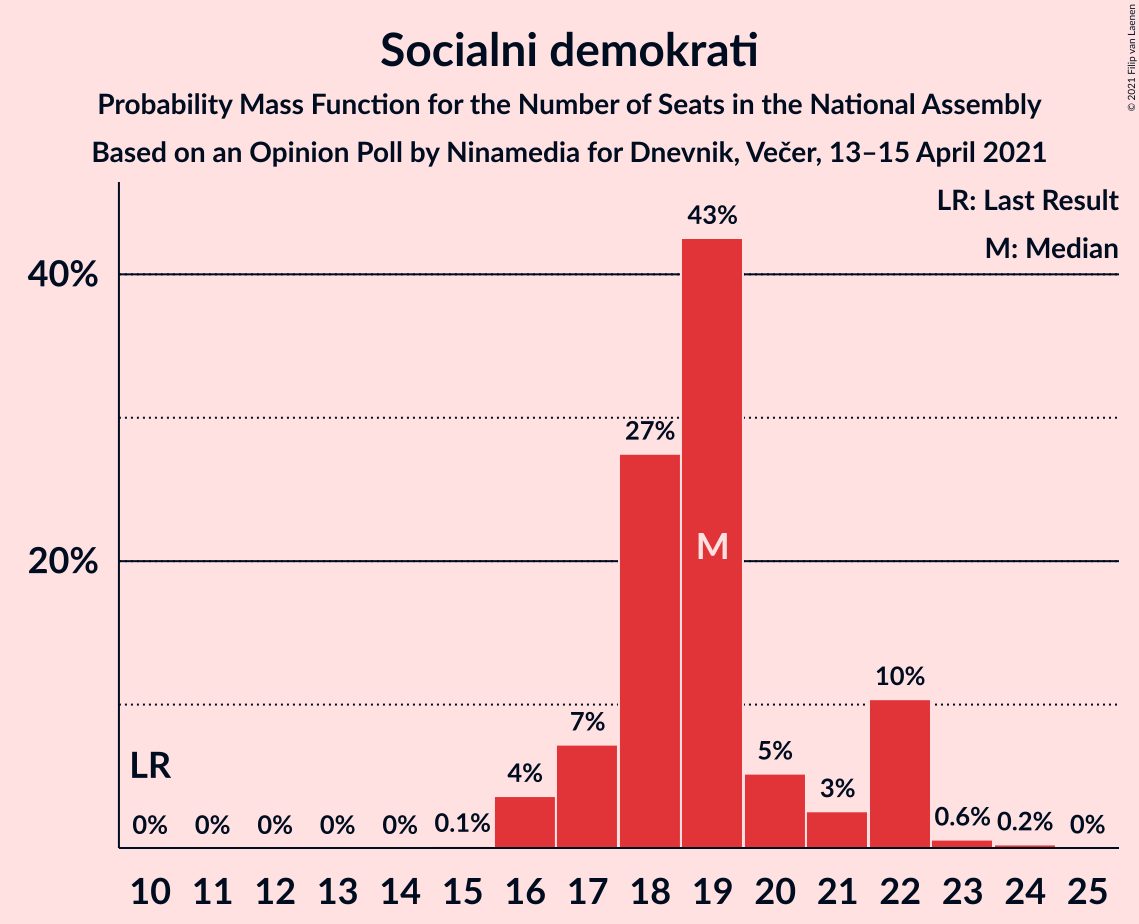 Socialni demokrati
Probability Mass Function for the Number of Seats in the National Assembly
Based on an Opinion Poll by Ninamedia for Dnevnik, Večer, 13–15 April 2021
© 2021 Filip van Laenen
LR: Last Result
M: Median
40%
20%
LR
M
0%
0%
0%
0%
0%
0.1%
4%
7%
27%
43%
5%
3%
10%
0.6%
0.2%
0%
10 11 12 13 14 15 16 17 18 19 20 21 22 23 24 25